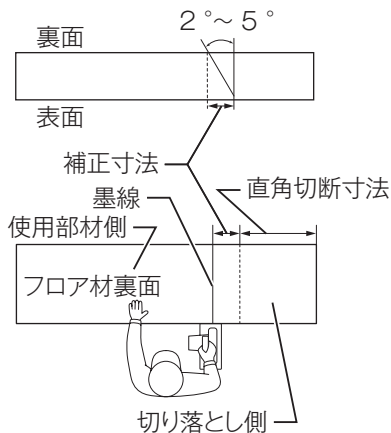 2°～5°
裏面
表面
補正寸法
直角切断寸法
墨線
使用部材側
フロア材裏面
切り落とし側